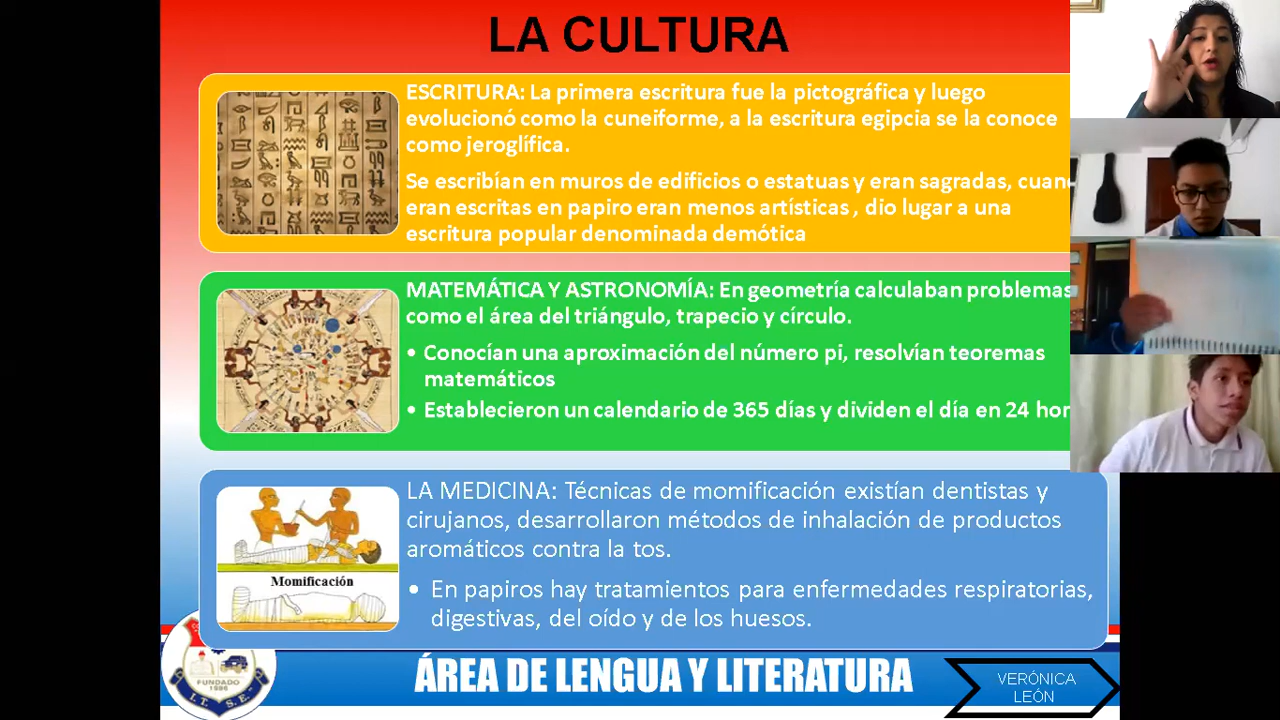 LA CULTURA
ESCRITURA: La primera escritura fue la pictográfica y luego
evolucionó como la cuneiforme, a la escritura egipcia se la conoce
como jeroglífica.
Se escribían en muros de edificios o estatuas y eran sagradas, cuan
eran escritas en papiro eran menos artísticas , dio lugar a una
escritura popular denominada demótica
MATEMÁTICA Y ASTRONOMÍA: En geometría calculaban problemas
como el área del triángulo, trapecio y círculo.
• Conocían una aproximación del número pi, resolvían teoremas
matemáticos
• Establecieron un calendario de 365 días y dividen el día en 24 hor
Momificación
LA MEDICINA: Técnicas de momificación existían dentistas y
cirujanos, desarrollaron métodos de inhalación de productos
aromáticos contra la tos.
• En papiros hay tratamientos para enfermedades respiratorias,
digestivas, del oído y de los huesos.
FUNDADO
1996
I.T. S.E.
ÁREA DE LENGUA Y LITERATURA
VERÓNICA
LEÓN